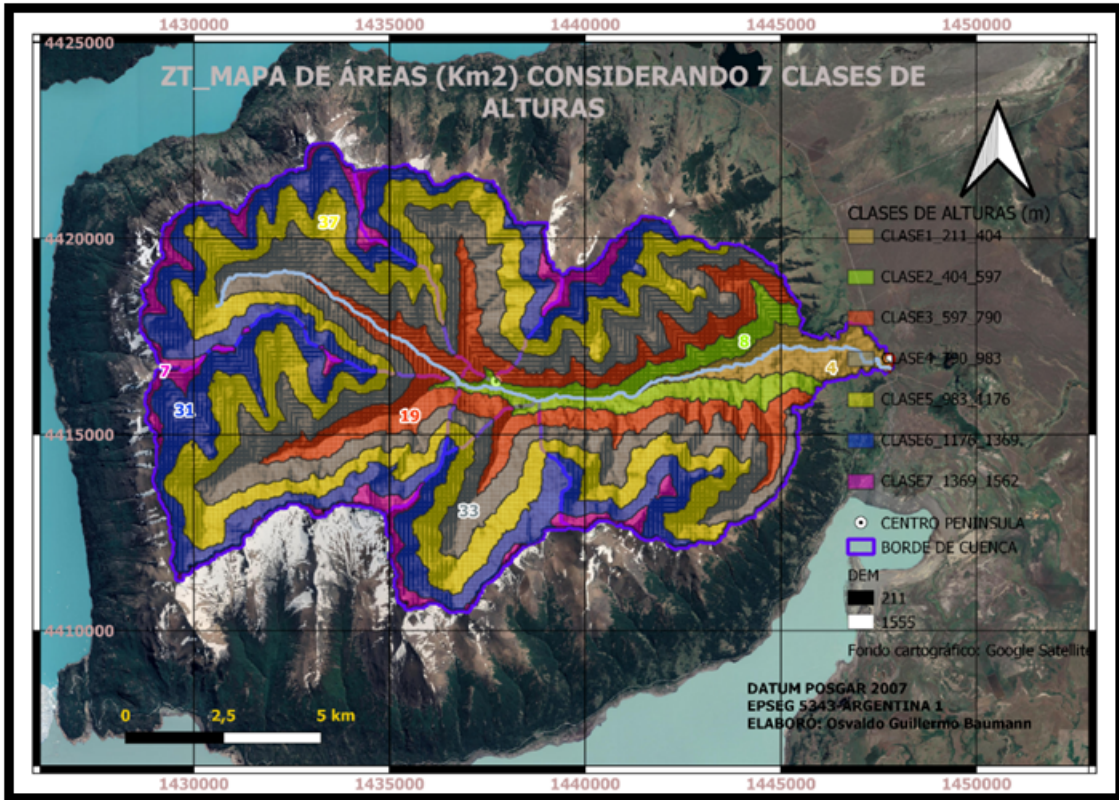 1430000 1435000 1440000 1445000 1450000
4425000
ZT_MAPA DE ÁREAS (Km2) CONSIDERANDO 7 CLASES DE
ALTURAS
37
CLASES DE ALTURAS (m)
CLASE1_211_404
4420000
CLASE2_404_597
CLASE3_597_790
8
CLASE4_790_983
4
7
CLASE5_983_1176
31
19
4415000
CLASE6_1176_1369
CLASE7_1369_1562
33
CENTRO PENINSULA
BORDE DE CUENCA
DEM
211
1555
4410000
Fondo cartográfico: Google Satellite
DATUM POSGAR 2007
EPSEG 5343-ARGENTINA 1
ELABORÓ: Osvaldo Guillermo Baumann
0 2,5 5 km
1430000 1435000 1440000 1445000 1450000